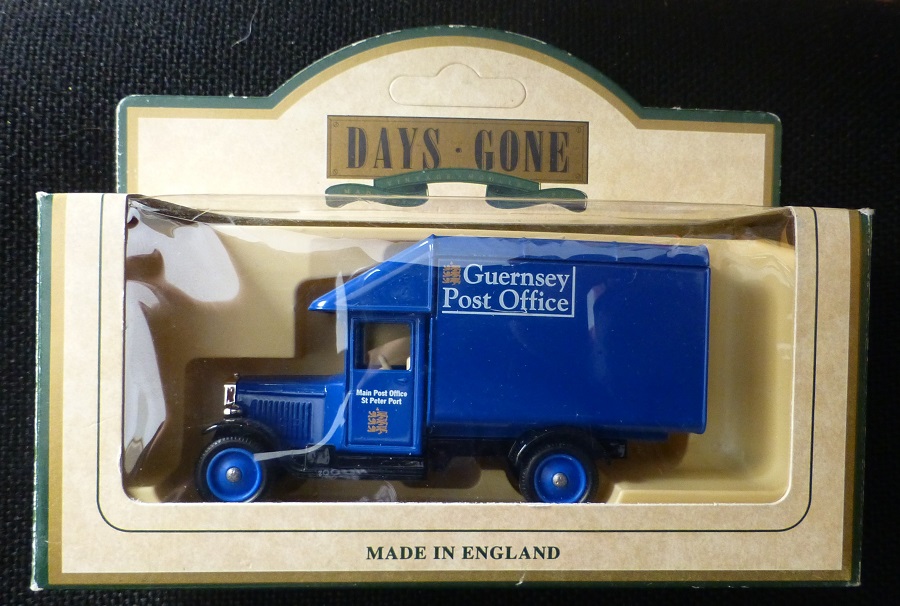 DAYS · GONE
Guernsey
Post Office
Main Post Office
St Peter Port
MADE IN ENGLAND